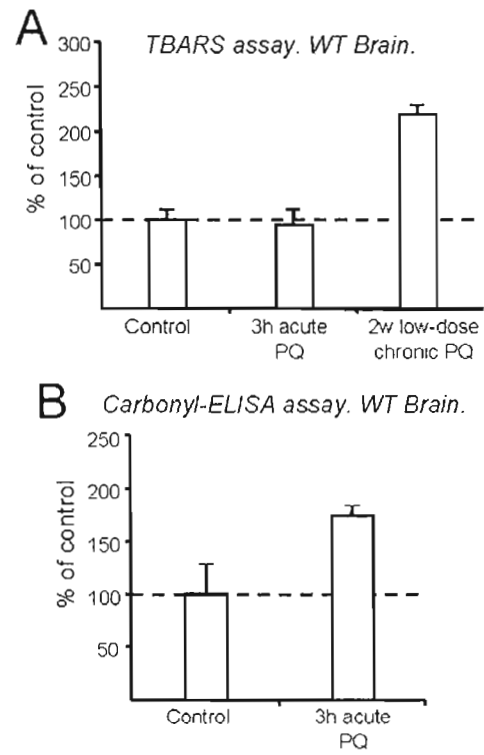 A
TBARS assay. WT Brain.
% of control
300
250
200
150
100
50
Control
3h acute
PQ
2w low-dose
chronic PQ
B
Carbonyl-ELISA assay. WT Brain.
% of control
250
200
150
100
50
Control
3h acute
PQ